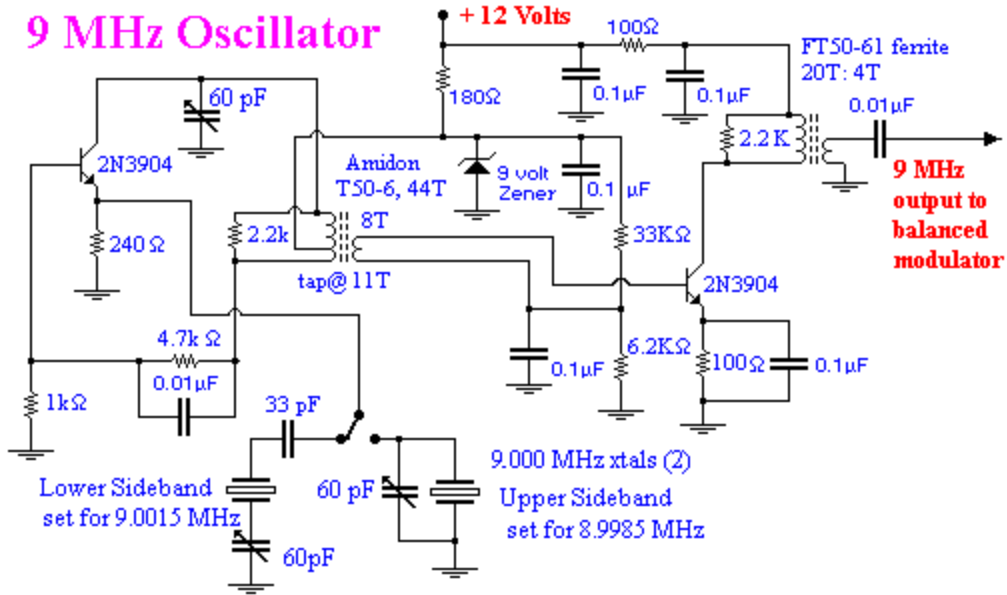 9 MHz Oscillator
+12 Volts
100Ω
FT50-61 ferrite
20T: 4T
60 pF
180Ω
0.1µF
0.1µF
0.01µF
2N3904
Amidon
T50-6, 44T
9 volt
Zener
0.1 µF
2.2 K
9 MHz
output to
balanced
modulator
240 Ω
2.2k
8T
33K Ω
tap@ 11T
2N3904
4.7k Ω
0.01µF
0.1µF
6.2KΩ
100Ω
0.1µF
1kΩ
33 pF
9.000 MHz xtals (2)
Lower Sideband
set for 9.0015 MHz
60 pF
Upper Sideband
set for 8.9985 MHz
60pF